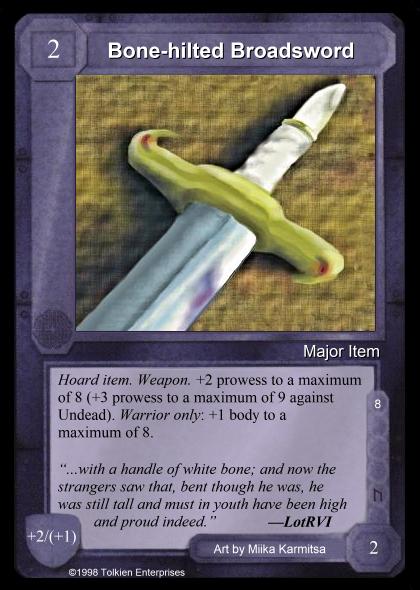 2
Bone-hilted Broadsword
Major Item
Hoard item. Weapon. +2 prowess to a maximum
of 8 (+3 prowess to a maximum of 9 against
Undead). Warrior only: +1 body to a
maximum of 8.
8
“...with a handle of white bone; and now the
strangers saw that, bent though he was, he
was still tall and must in youth have been high
and proud indeed.” —LotRVI
+2/(+1)
Art by Miika Karmitsa
2
©1998 Tolkien Enterprises